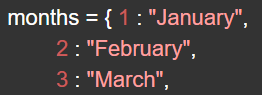 months = { 1 : "January",
2 : "February",
3 : "March",